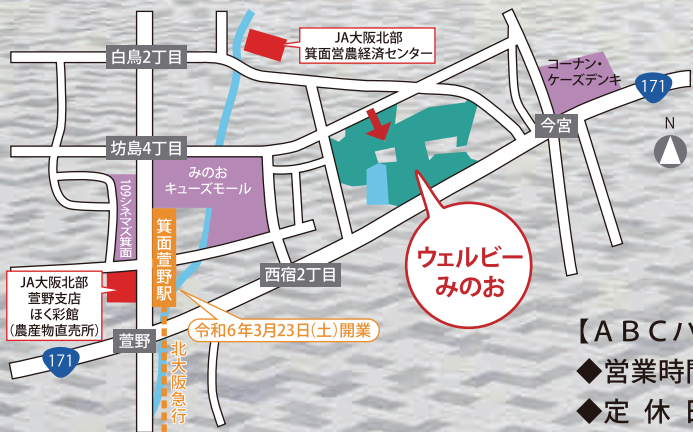 JA大阪北部
箕面営農経済センター
白島2丁目
コーナン・
ケーズデンキ
171
今宮
N
坊島4丁目
みのお
キューズモール
109シネマズ箕面
箕面萱野駅
ウェルビー
みのお
西宿2丁目
JA大阪北部
萱野支店
ほく彩館
(農産物直売所)
令和6年3月23日(土)開業
萱野
171
北大阪急行
【ABCハ
◆営業時間
◆定 休 日